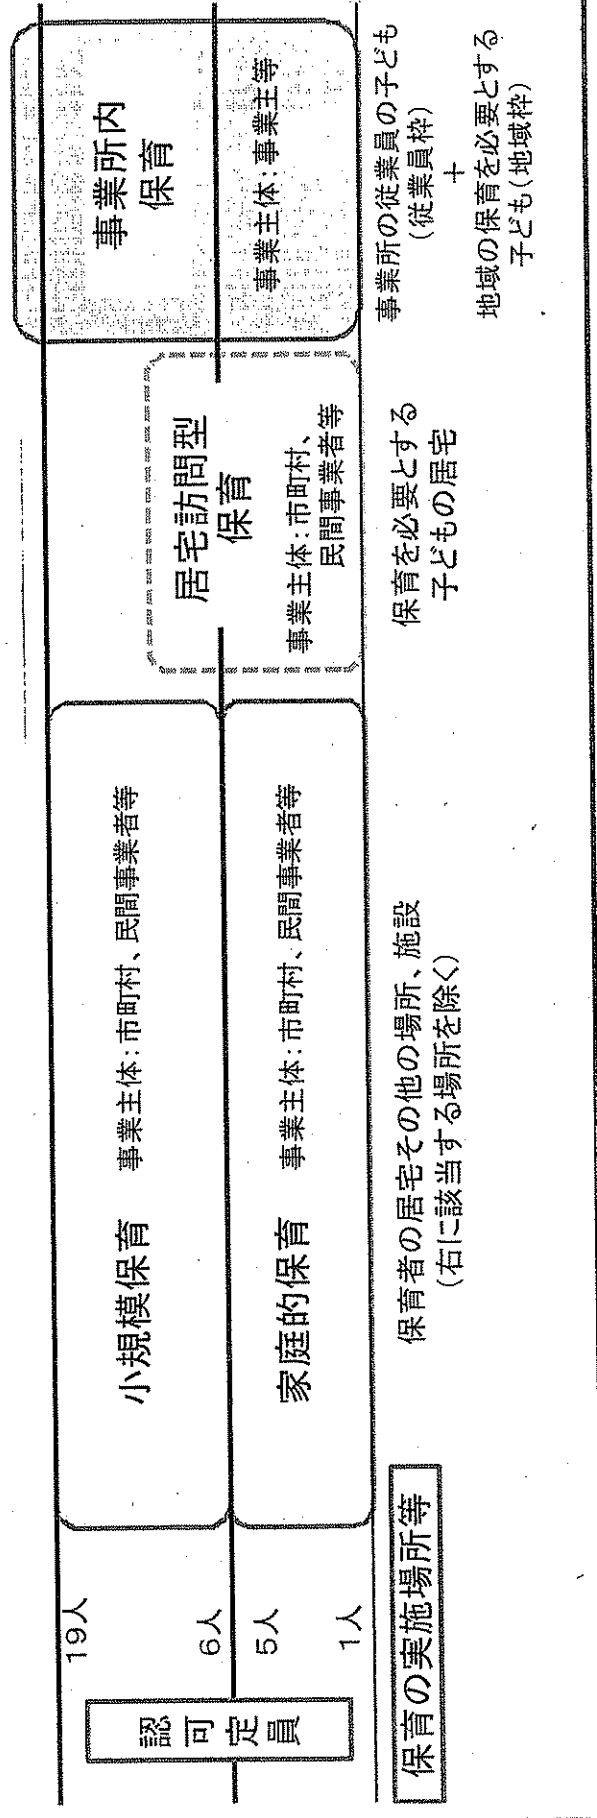 認可定員
19人
6人
5人
1人
小規模保育 事業主体:市町村、民間事業者等
家庭的保育 事業主体:市町村、民間事業者等
居宅訪問型
保育
事業主体:市町村、
民間事業者等
事業所内
保育
事業主体:事業主等
保育の実施場所等
保育者の居宅その他の場所、施設
(右に該当する場所を除く)
保育を必要とする
子どもの居宅
事業所の従業員の子ども
(従業員枠)
+
地域の保育を必要とする
子ども(地域枠)